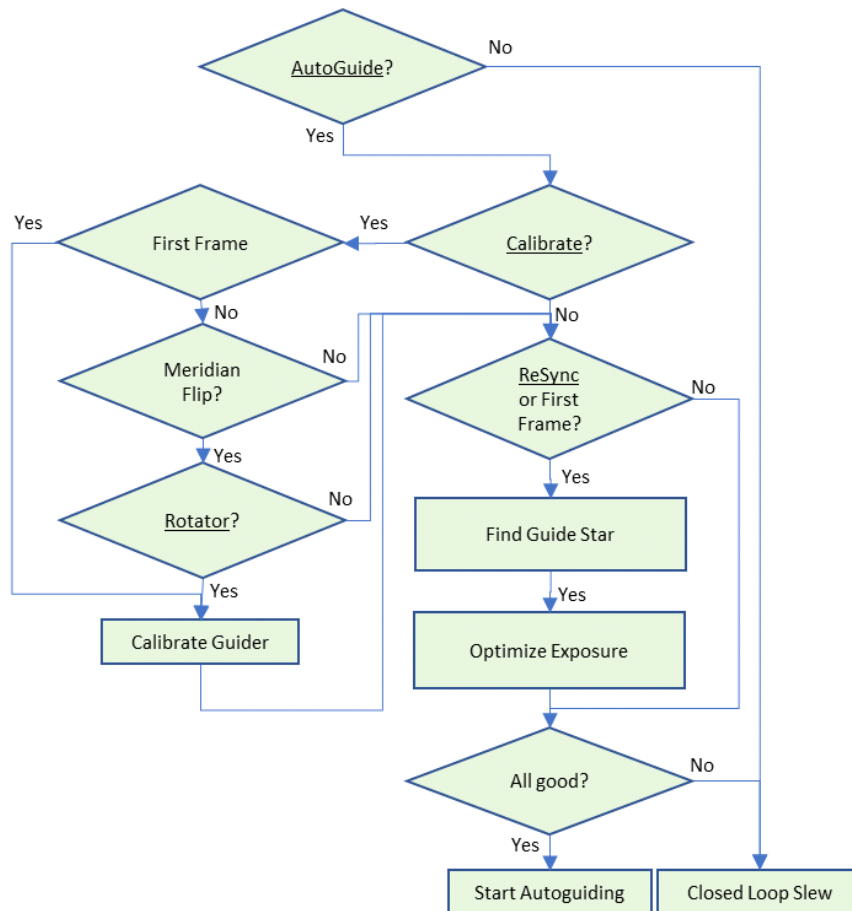 No
AutoGuide?
Yes
Yes
Yes
First Frame
Calibrate?
No
No
Meridian
Flip?
No
ReSync
or First
Frame?
No
Yes
Rotator?
No
Yes
Find Guide Star
Yes
Yes
Calibrate Guider
Optimize Exposure
All good?
No
Yes
Start Autoguiding
Closed Loop Slew